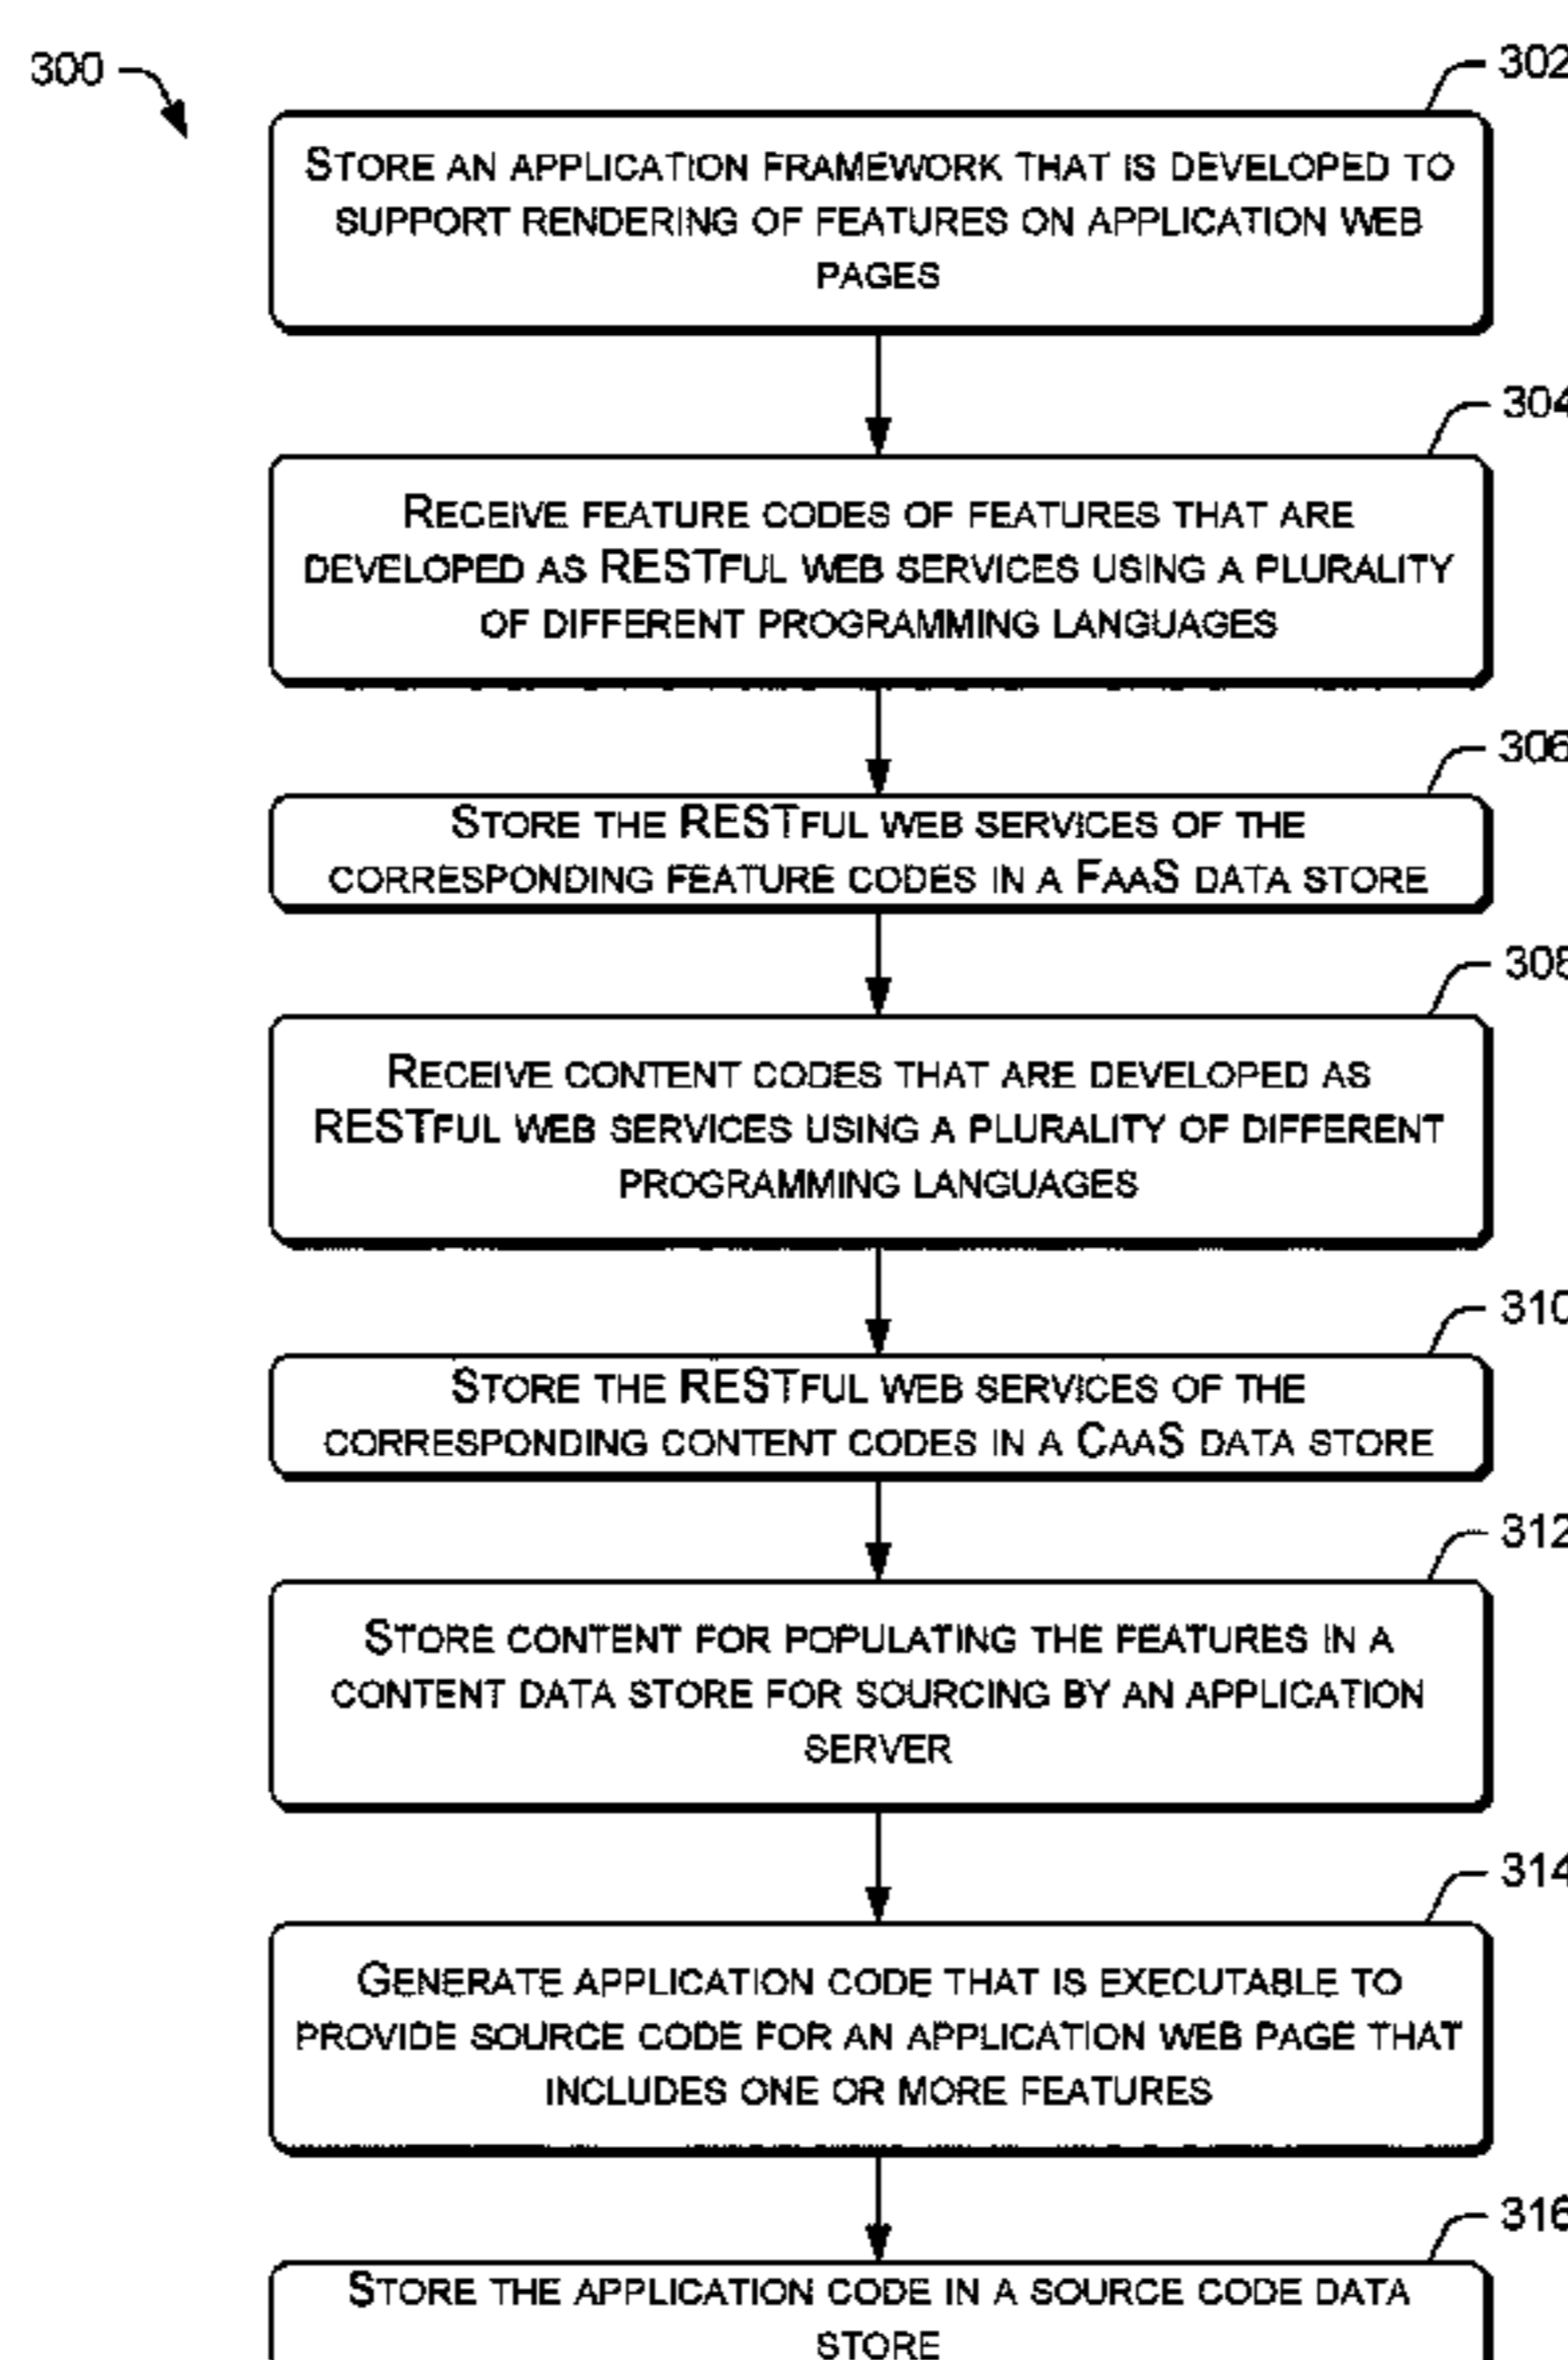 300
302
STORE AN APPLICATION FRAMEWORK THAT IS DEVELOPED TO
SUPPORT RENDERING OF FEATURES ON APPLICATION WEB
PAGES
304
RECEIVE FEATURE CODES OF FEATURES THAT ARE
DEVELOPED AS RESTFUL WEB SERVICES USING A PLURALITY
OF DIFFERENT PROGRAMMING LANGUAGES
306
STORE THE RESTFUL WEB SERVICES OF THE
CORRESPONDING FEATURE CODES IN A FAAS DATA STORE
308
RECEIVE CONTENT CODES THAT ARE DEVELOPED AS
RESTFUL WEB SERVICES USING A PLURALITY OF DIFFERENT
PROGRAMMING LANGUAGES
310
STORE THE RESTFUL WEB SERVICES OF THE
CORRESPONDING CONTENT CODES IN A CAAS DATA STORE
312
STORE CONTENT FOR POPULATING THE FEATURES IN A
CONTENT DATA STORE FOR SOURCING BY AN APPLICATION
SERVER
314
GENERATE APPLICATION CODE THAT IS EXECUTABLE TO
PROVIDE SOURCE CODE FOR AN APPLICATION WEB PAGE THAT
INCLUDES ONE OR MORE FEATURES
316
STORE THE APPLICATION CODE IN A SOURCE CODE DATA
STORE